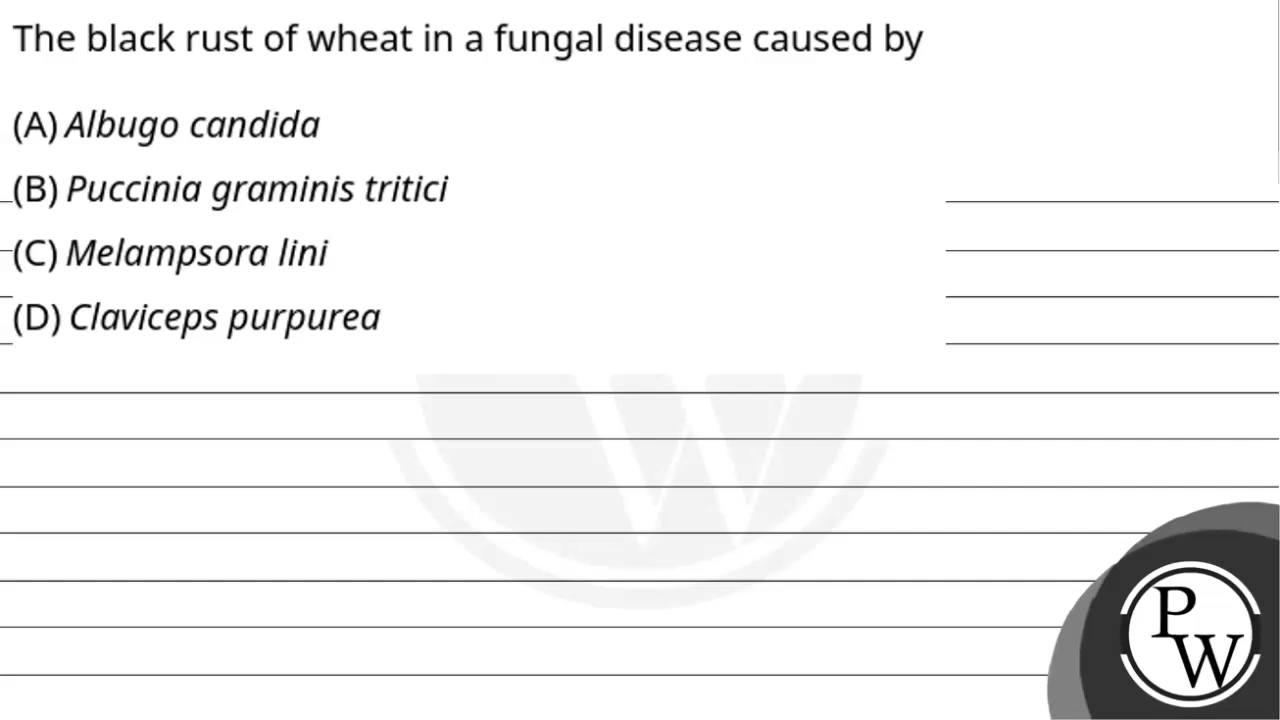 The black rust of wheat in a fungal disease caused by
(A) Albugo candida
(B) Puccinia graminis tritici
(C) Melampsora lini
(D) Claviceps purpurea
W
P
W